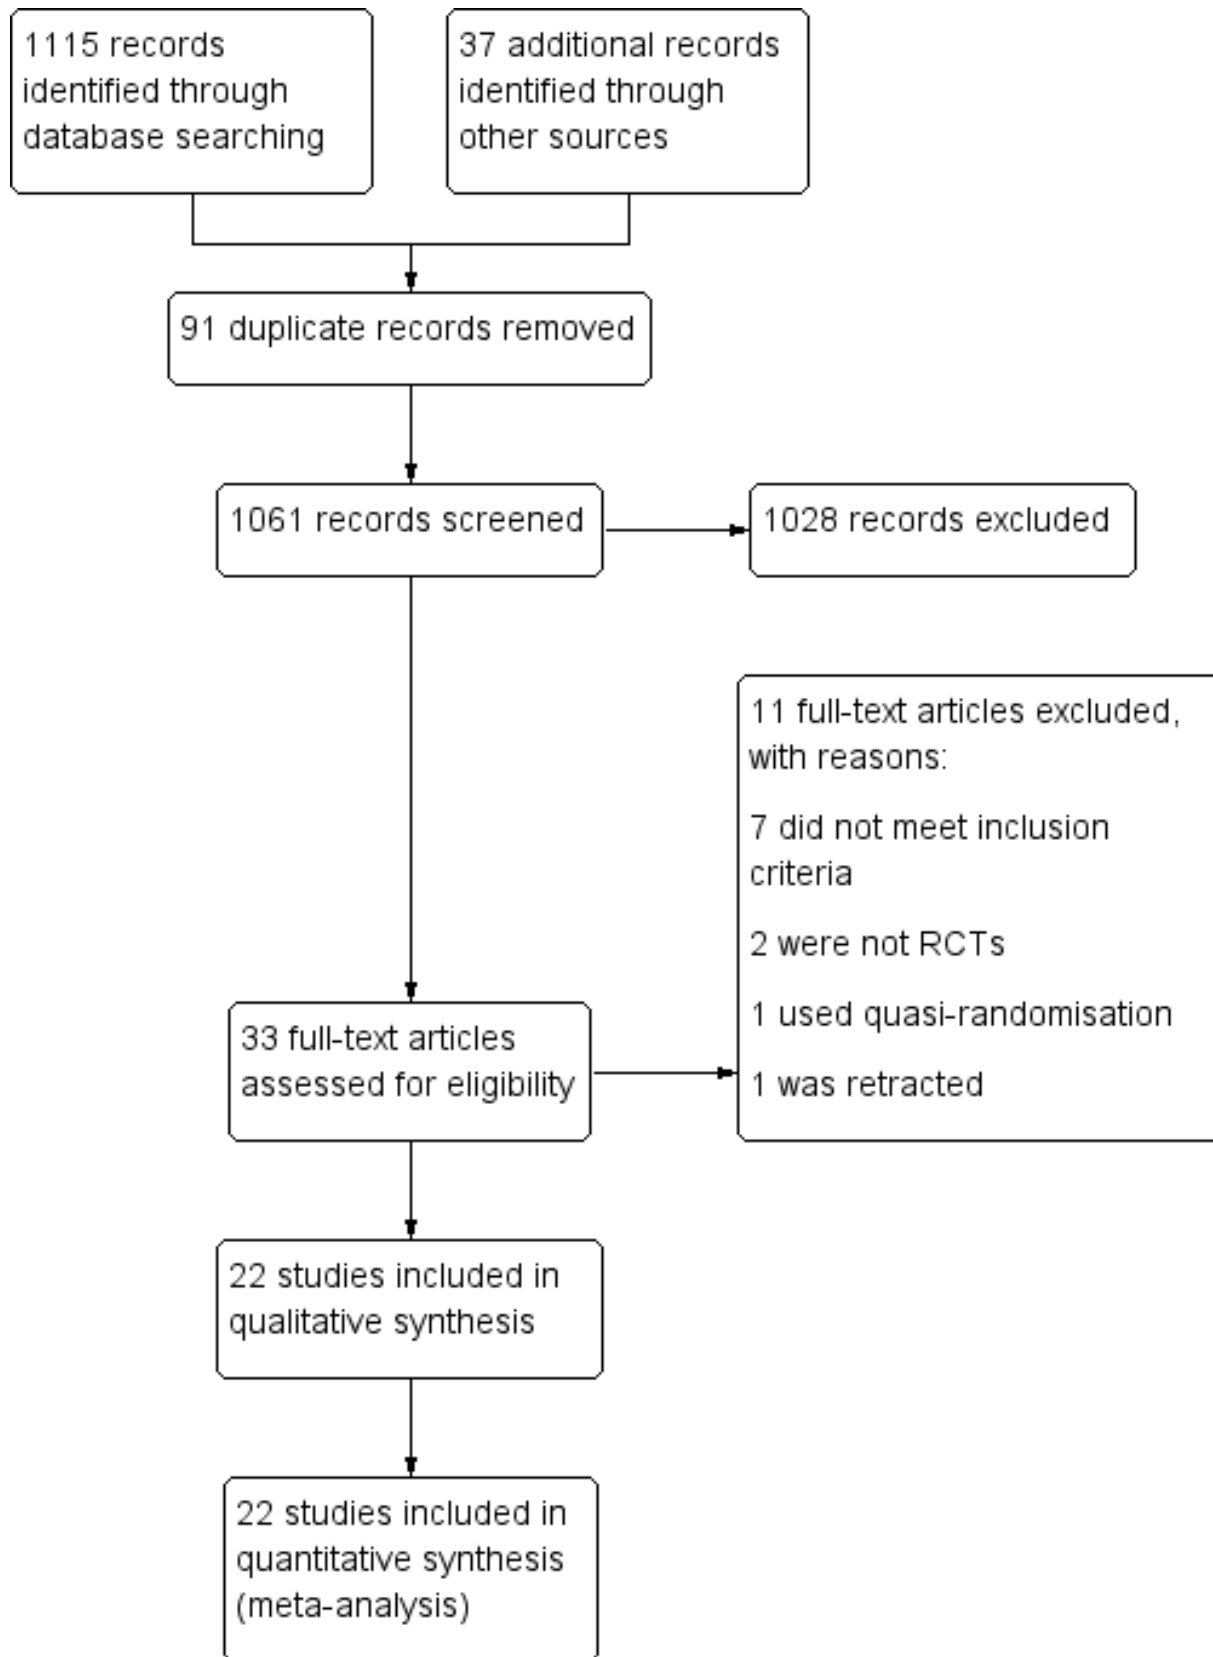 1115 records
identified through
database searching
37 additional records
identified through
other sources
91 duplicate records removed
1061 records screened
1028 records excluded
11 full-text articles excluded,
with reasons:
7 did not meet inclusion
criteria
2 were not RCTs
1 used quasi-randomisation
1 was retracted
33 full-text articles
assessed for eligibility
22 studies included in
qualitative synthesis
22 studies included in
quantitative synthesis
(meta-analysis)